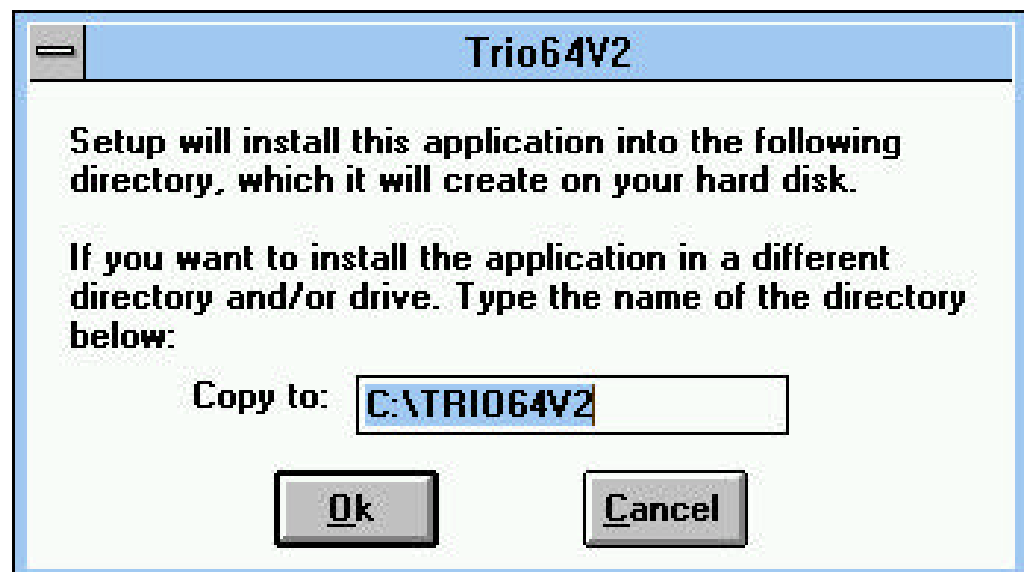 Trio64V2
Setup will install this application into the following
directory, which it will create on your hard disk.
If you want to install the application in a different
directory and/or drive. Type the name of the directory
below:
Copy to: C:\TRIO64V2
Ok Cancel